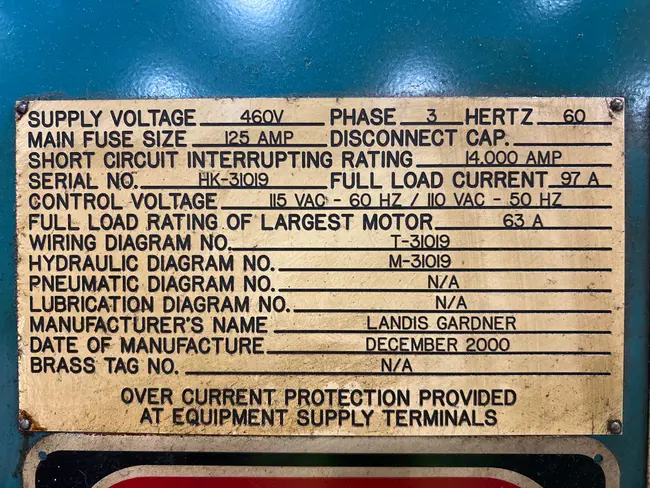 SUPPLY VOLTAGE 460V PHASE 3 HERTZ 60
MAIN FUSE SIZE 125 AMP DISCONNECT CAP.
SHORT CIRCUIT INTERRUPTING RATING 14,000 AMP
SERIAL NO. HK-31019 FULL LOAD CURRENT 97 A
CONTROL VOLTAGE 115 VAC - 60 HZ / 110 VAC - 50 HZ
FULL LOAD RATING OF LARGEST MOTOR 63 A
WIRING DIAGRAM NO. T-31019
HYDRAULIC DIAGRAM NO. M-31019
PNEUMATIC DIAGRAM NO. N/A
LUBRICATION DIAGRAM NO. N/A
MANUFACTURER'S NAME LANDIS GARDNER
DATE OF MANUFACTURE DECEMBER 2000
BRASS TAG NO. N/A
OVER CURRENT PROTECTION PROVIDED
AT EQUIPMENT SUPPLY TERMINALS